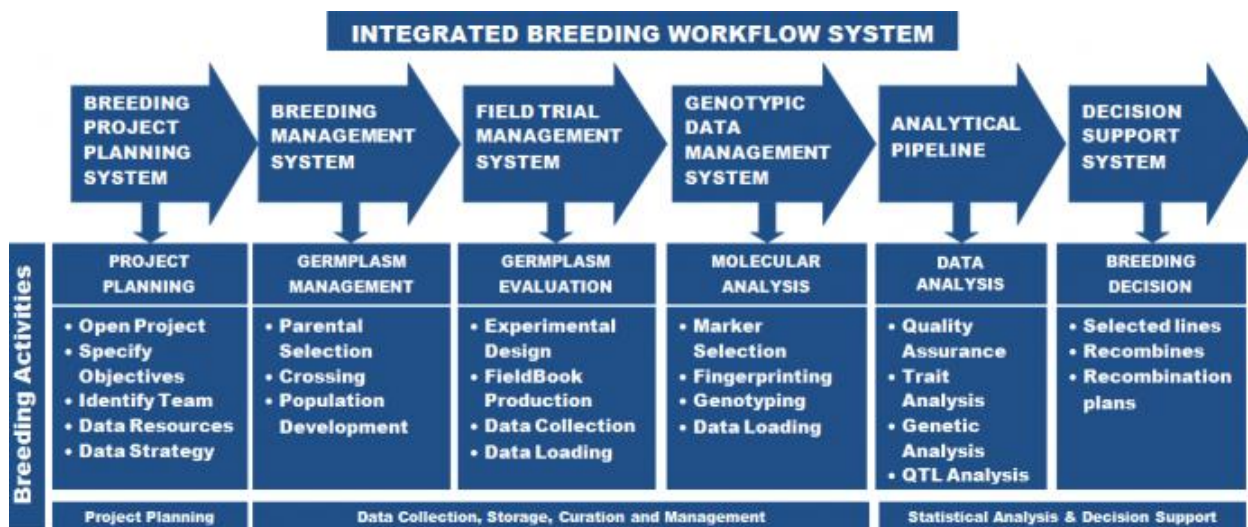 INTEGRATED BREEDING WORKFLOW SYSTEM
BREEDING
PROJECT
PLANNING
SYSTEM
BREEDING
MANAGEMENT
SYSTEM
FIELD TRIAL
MANAGEMENT
SYSTEM
GENOTYPIC
DATA
MANAGEMENT
SYSTEM
ANALYTICAL
PIPELINE
DECISION
SUPPORT
SYSTEM
Breeding Activities
PROJECT
PLANNING
• Open Project
• Specify
Objectives
• Identify Team
• Data Resources
• Data Strategy
GERMPLASM
MANAGEMENT
• Parental
Selection
• Crossing
• Population
Development
GERMPLASM
EVALUATION
• Experimental
Design
• FieldBook
Production
• Data Collection
• Data Loading
MOLECULAR
ANALYSIS
• Marker
Selection
• Fingerprinting
• Genotyping
• Data Loading
DATA
ANALYSIS
• Quality
Assurance
• Trait
Analysis
• Genetic
Analysis
• QTL Analysis
BREEDING
DECISION
• Selected lines
• Recombines
• Recombination
plans
Project Planning
Data Collection, Storage, Curation and Management
Statistical Analysis & Decision Support